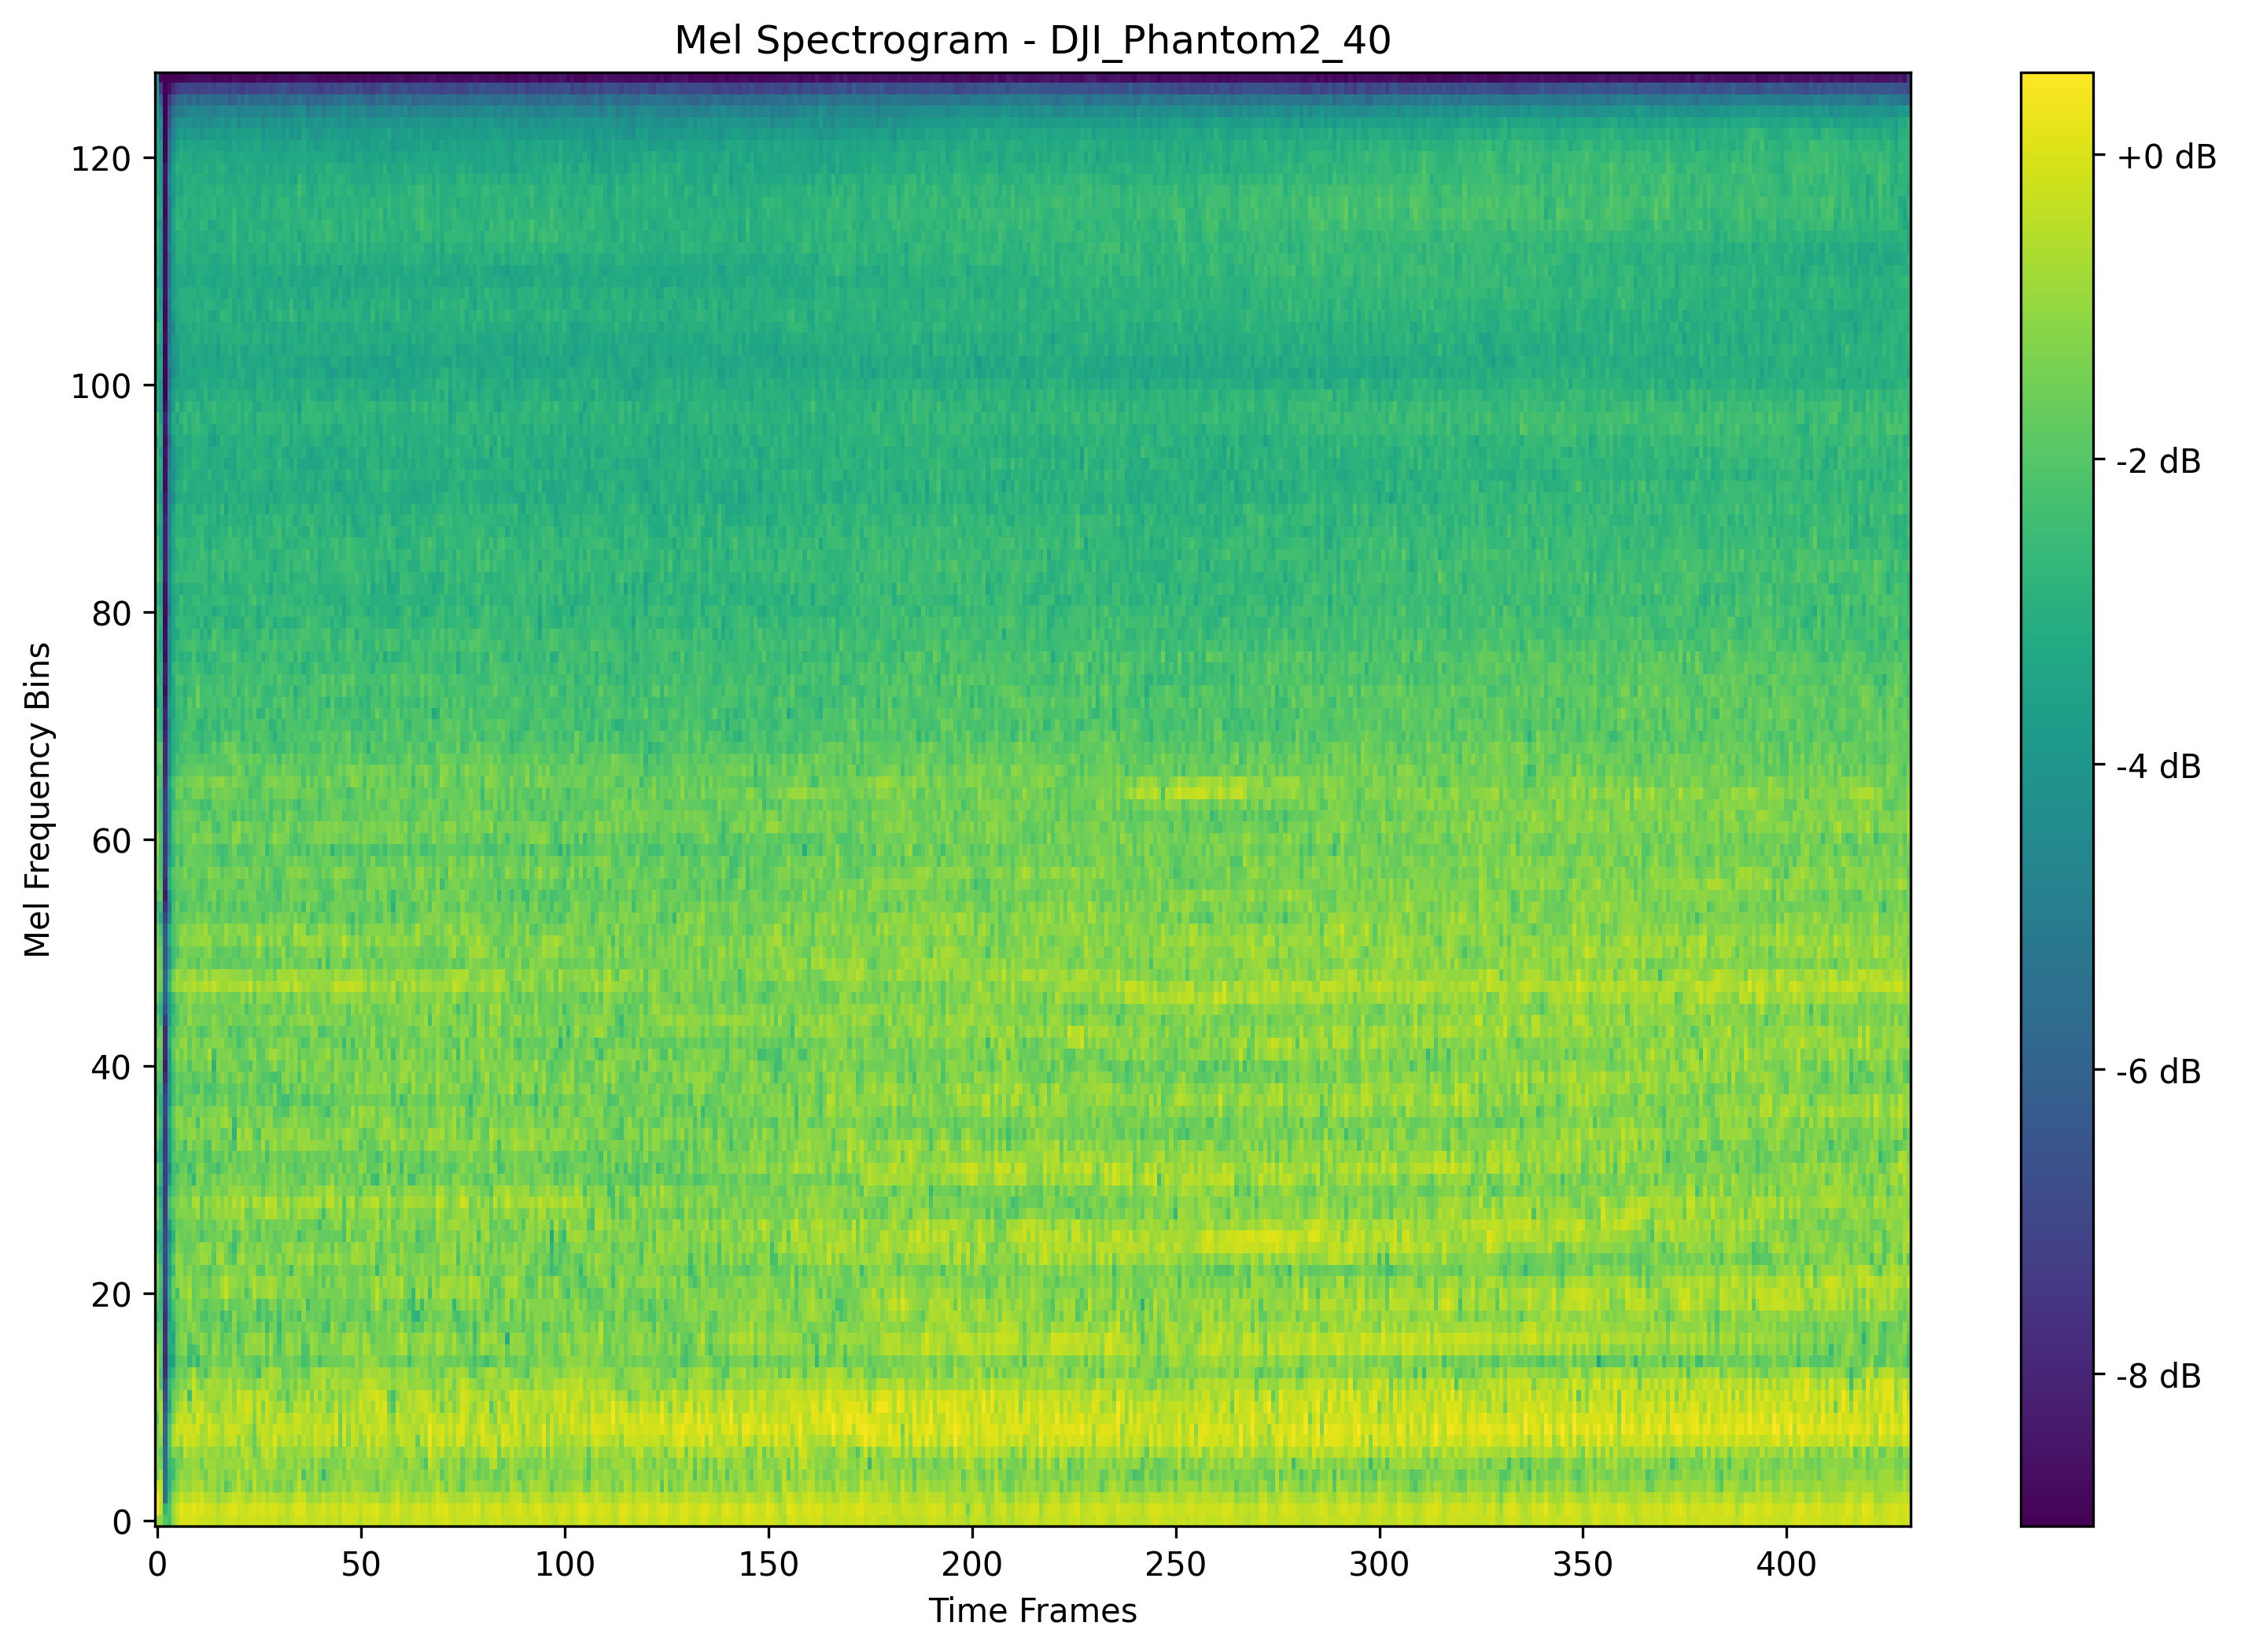 Mel Spectrogram - DJI_Phantom2_40
Mel Frequency Bins
120
100
80
60
40
20
0
0 50 100 150 200 250 300 350 400
Time Frames
+0 dB
-2 dB
-4 dB
-6 dB
-8 dB